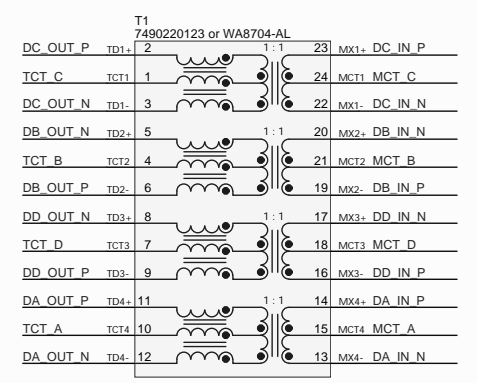 T1
7490220123 or WA8704-AL
DC_OUT_P TD1+ 2 1 : 1 23 MX1+ DC_IN_P
TCT_C TCT1 1 24 MCT1 MCT_C
DC_OUT_N TD1- 3 22 MX1- DC_IN_N
DB_OUT_N TD2+ 5 1 : 1 20 MX2+ DB_IN_N
TCT_B TCT2 4 21 MCT2 MCT_B
DB_OUT_P TD2- 6 19 MX2- DB_IN_P
DD_OUT_N TD3+ 8 1 : 1 17 MX3+ DD_IN_N
TCT_D TCT3 7 18 MCT3 MCT_D
DD_OUT_P TD3- 9 16 MX3- DD_IN_P
DA_OUT_P TD4+ 11 1 : 1 14 MX4+ DA_IN_P
TCT_A TCT4 10 15 MCT4 MCT_A
DA_OUT_N TD4- 12 13 MX4- DA_IN_N